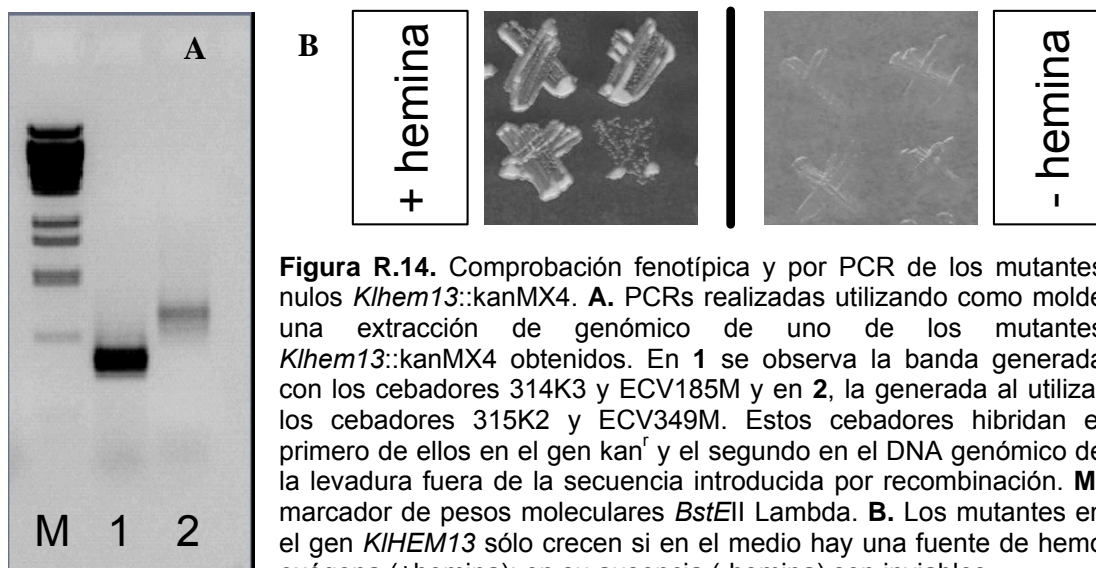 A
B
+ hemina
- hemina
M 1 2
Figura R.14. Comprobación fenotípica y por PCR de los mutantes
nulos Klhem13::kanMX4. A. PCRs realizadas utilizando como molde
una extracción de genómico de uno de los mutantes
Klhem13::kanMX4 obtenidos. En 1 se observa la banda generada
con los cebadores 314K3 y ECV185M y en 2, la generada al utiliza
los cebadores 315K2 y ECV349M. Estos cebadores hibridan e
primero de ellos en el gen kanʳ y el segundo en el DNA genómico de
la levadura fuera de la secuencia introducida por recombinación. M
marcador de pesos moleculares BstEII Lambda. B. Los mutantes en
el gen KlHEM13 sólo crecen si en el medio hay una fuente de hemo